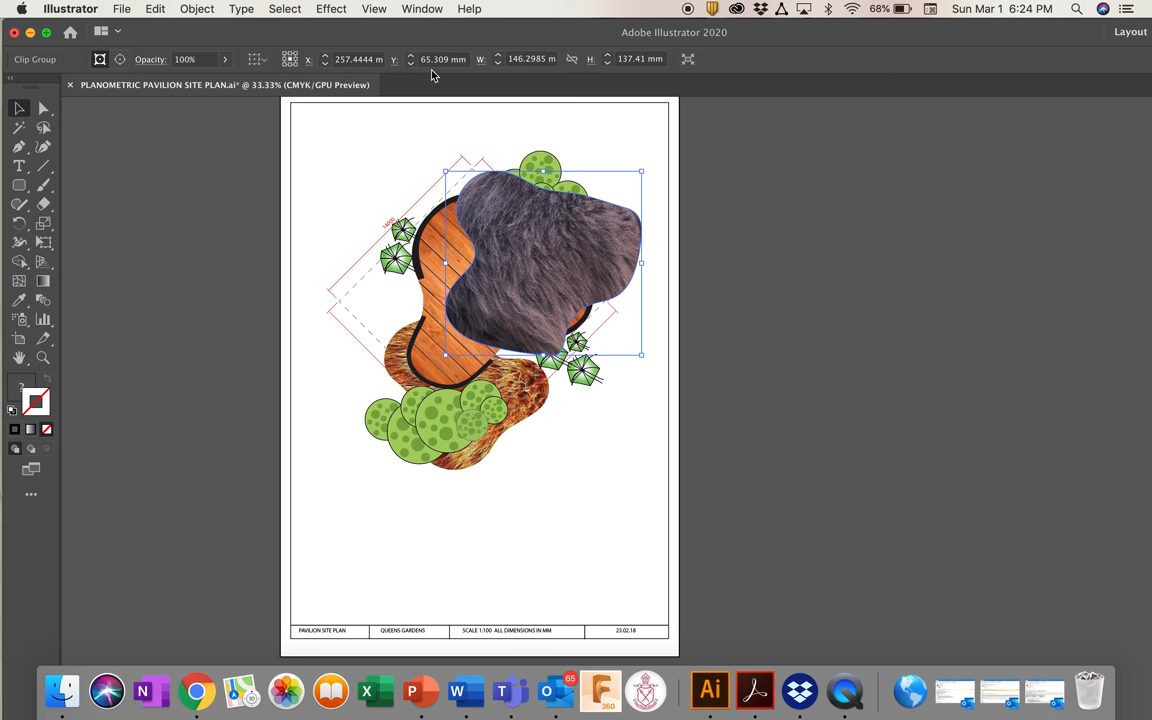 Illustrator File Edit Object Type Select Effect View Window Help 68% Sun Mar 1 6:24 PM
Adobe Illustrator 2020 Layout
Clip Group Opacity: 100% X: 257.4444 m Y: 65.309 mm W: 146.2985 m H: 137.41 mm
× PLANOMETRIC PAVILION SITE PLAN.ai* @ 33.33% (CMYK/GPU Preview)
14000
?
PAVILION SITE PLAN QUEENS GARDENS SCALE 1:100 ALL DIMENSIONS IN MM 23.02.18
65
N X P W T O F 360 Ai